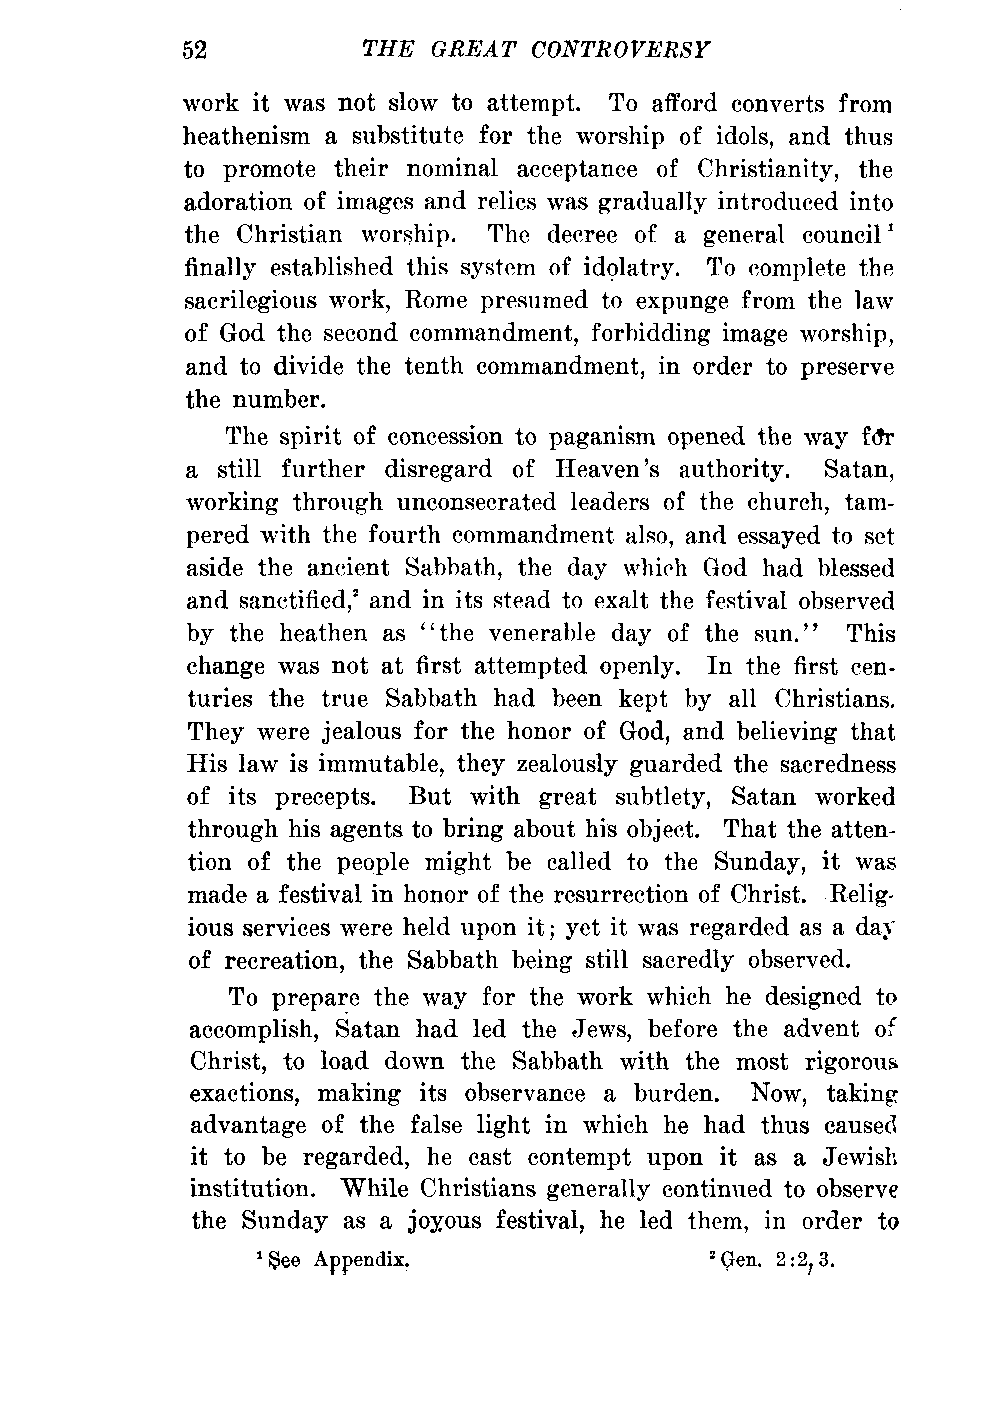 52 THE GREAT CONTROVERSY
work it was not slow to attempt. To afford converts from
heathenism a substitute for the worship of idols, and thus
to promote their nominal acceptance of Christianity, the
adoration of images and relics was gradually introduced into
the Christian worship. The decree of a general council¹
finally established this system of idolatry. To complete the
sacrilegious work, Rome presumed to expunge from the law
of God the second commandment, forbidding image worship,
and to divide the tenth commandment, in order to preserve
the number.
The spirit of concession to paganism opened the way for
a still further disregard of Heaven's authority. Satan,
working through unconsecrated leaders of the church, tam-
pered with the fourth commandment also, and essayed to set
aside the ancient Sabbath, the day which God had blessed
and sanctified,² and in its stead to exalt the festival observed
by the heathen as "the venerable day of the sun." This
change was not at first attempted openly. In the first cen-
turies the true Sabbath had been kept by all Christians.
They were jealous for the honor of God, and believing that
His law is immutable, they zealously guarded the sacredness
of its precepts. But with great subtlety, Satan worked
through his agents to bring about his object. That the atten-
tion of the people might be called to the Sunday, it was
made a festival in honor of the resurrection of Christ. Relig-
ious services were held upon it; yet it was regarded as a day
of recreation, the Sabbath being still sacredly observed.
To prepare the way for the work which he designed to
accomplish, Satan had led the Jews, before the advent of
Christ, to load down the Sabbath with the most rigorous
exactions, making its observance a burden. Now, taking
advantage of the false light in which he had thus caused
it to be regarded, he cast contempt upon it as a Jewish
institution. While Christians generally continued to observe
the Sunday as a joyous festival, he led them, in order to
¹ See Appendix. ² Gen. 2:2, 3.